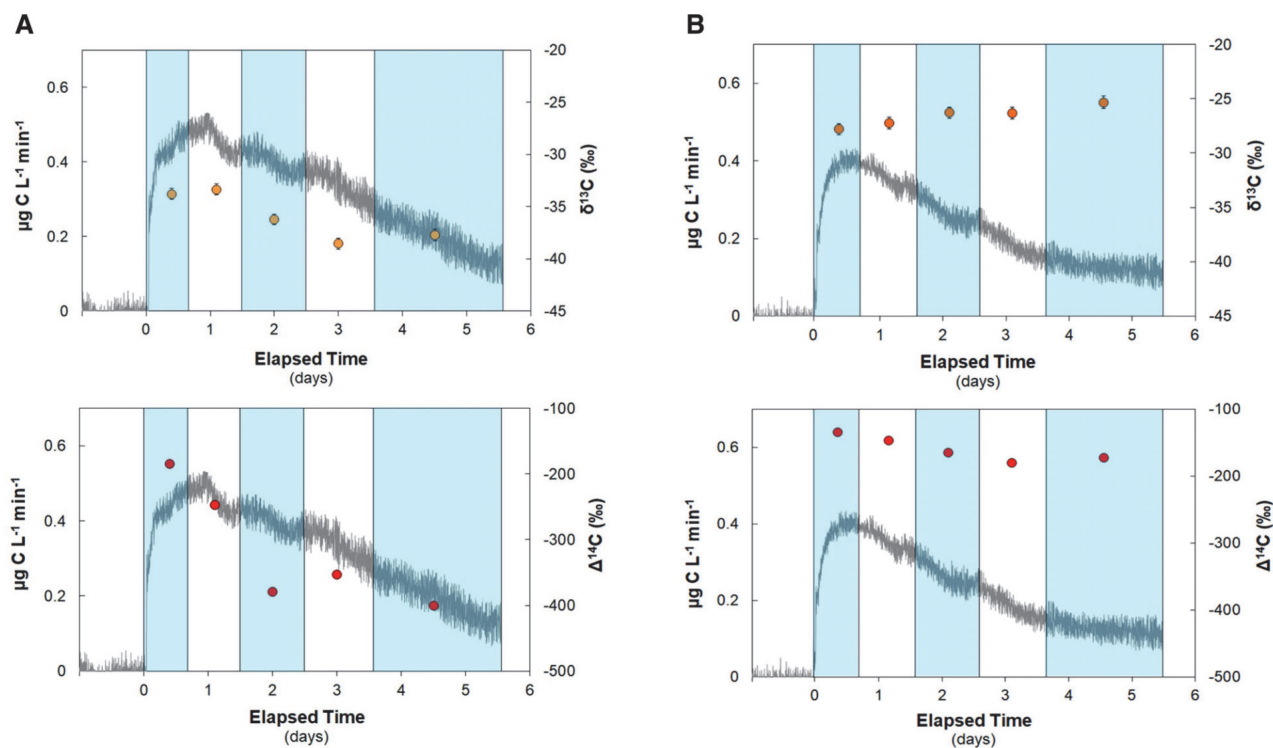 A
0.6
0.4
0.2
0
µg C L-1 min-1
-20
-25
-30
-35
-40
-45
δ13C (‰)
0 1 2 3 4 5 6
Elapsed Time
(days)
B
0.6
0.4
0.2
0
µg C L-1 min-1
-20
-25
-30
-35
-40
-45
δ13C (‰)
0 1 2 3 4 5 6
Elapsed Time
(days)
0.6
0.4
0.2
0
µg C L-1 min-1
-100
-200
-300
-400
-500
Δ14C (‰)
0 1 2 3 4 5 6
Elapsed Time
(days)
0.6
0.4
0.2
0
µg C L-1 min-1
-100
-200
-300
-400
-500
Δ14C (‰)
0 1 2 3 4 5 6
Elapsed Time
(days)